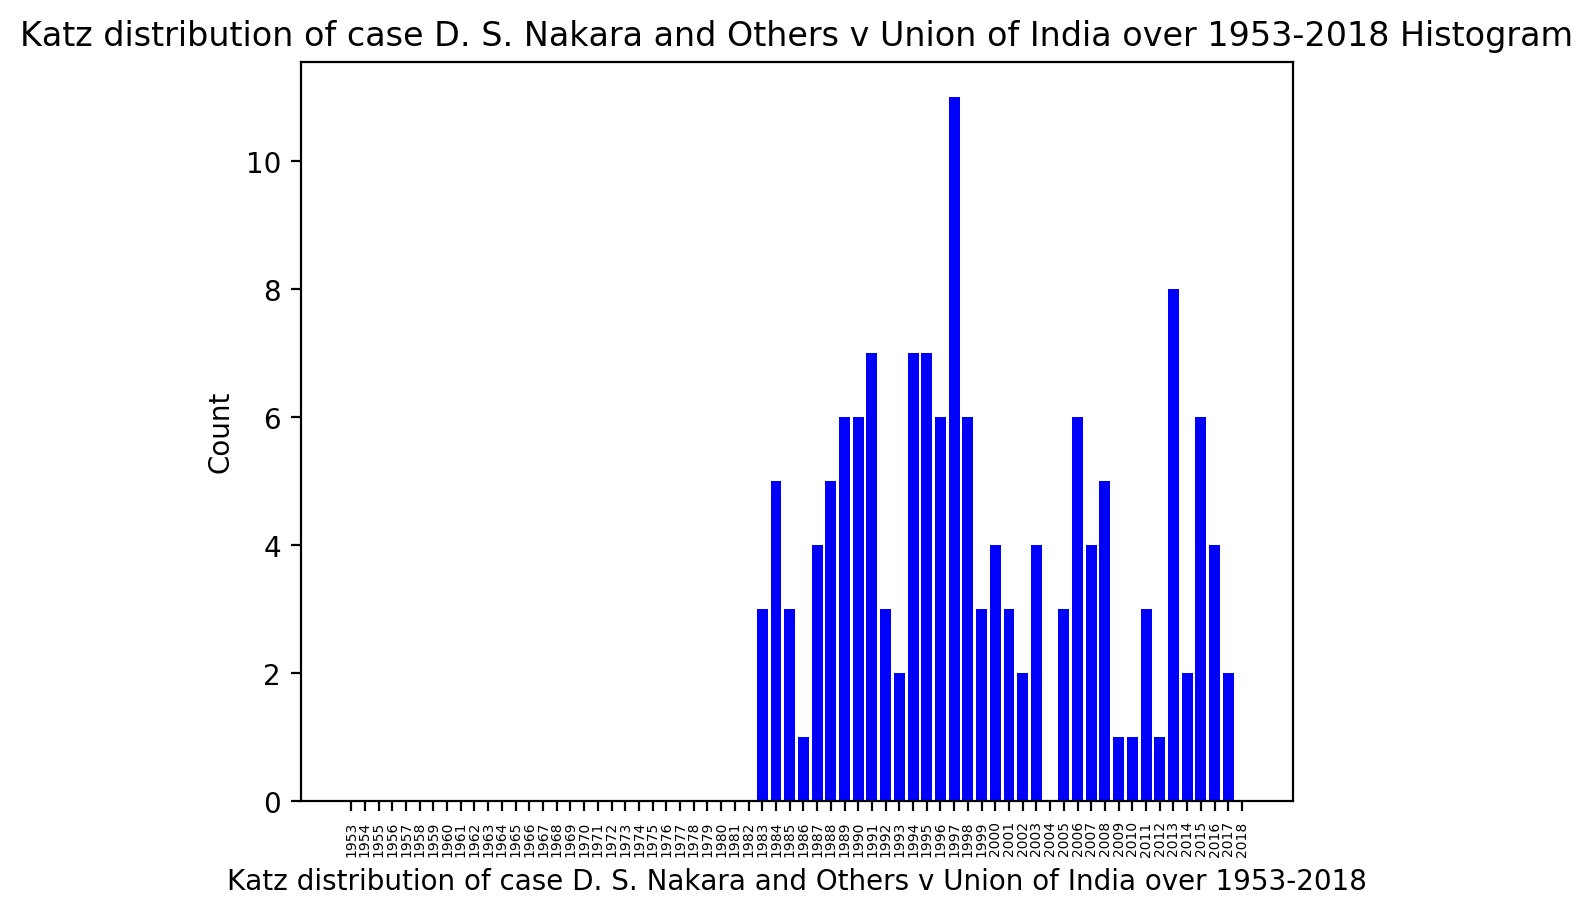 Katz distribution of case D. S. Nakara and Others v Union of India over 1953-2018 Histogram
10
8
6
4
2
0
Count
1953 1954 1955 1956 1957 1958 1959 1960 1961 1962 1963 1964 1965 1966 1967 1968 1969 1970 1971 1972 1973 1974 1975 1976 1977 1978 1979 1980 1981 1982 1983 1984 1985 1986 1987 1988 1989 1990 1991 1992 1993 1994 1995 1996 1997 1998 1999 2000 2001 2002 2003 2004 2005 2006 2007 2008 2009 2010 2011 2012 2013 2014 2015 2016 2017 2018
Katz distribution of case D. S. Nakara and Others v Union of India over 1953-2018